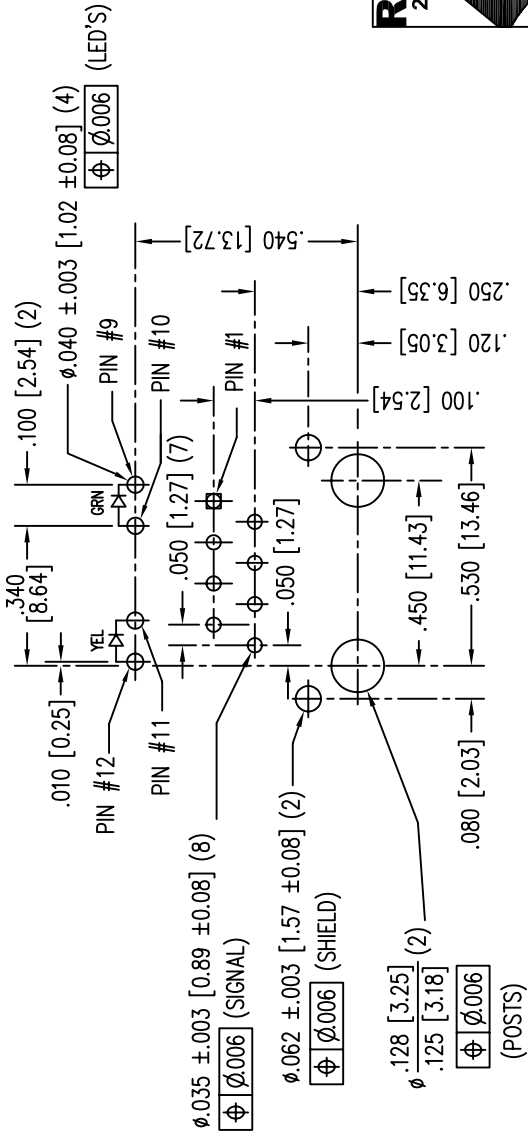 .340
[8.64]
.100 [2.54] (2)
ø.040 ±.003 [1.02 ±0.08] (4)
⌖ Ø.006 (LED'S)
.010 [0.25]
YEL
GRN
PIN #9
PIN #12
PIN #10
PIN #11
.050 [1.27] (7)
PIN #1
.540 [13.72]
ø.035 ±.003 [0.89 ±0.08] (8)
⌖ Ø.006 (SIGNAL)
.050 [1.27]
.100 [2.54]
.120 [3.05]
.250 [6.35]
ø.062 ±.003 [1.57 ±0.08] (2)
⌖ Ø.006 (SHIELD)
.450 [11.43]
.530 [13.46]
.080 [2.03]
ø .128 [3.25]
.125 [3.18] (2)
⌖ Ø.006
(POSTS)
R
2